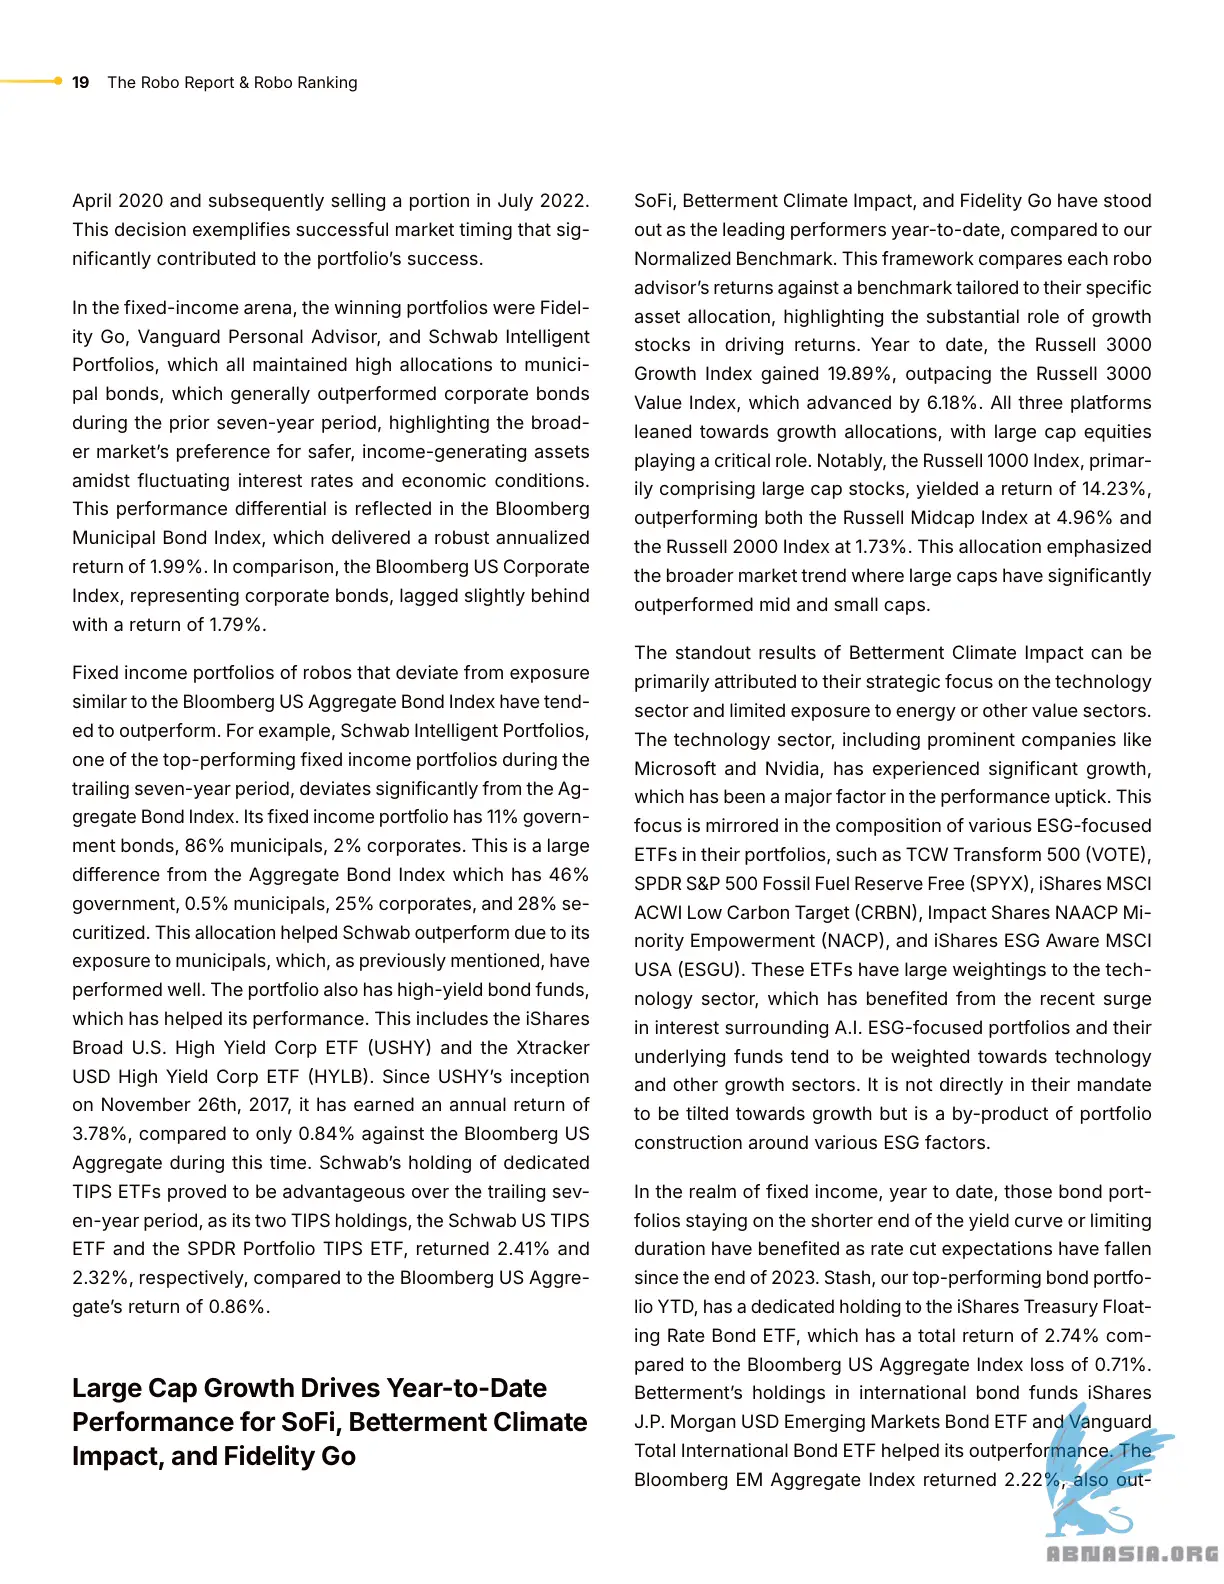 19 The Robo Report & Robo Ranking
April 2020 and subsequently selling a portion in July 2022.
This decision exemplifies successful market timing that sig-
nificantly contributed to the portfolio’s success.
In the fixed-income arena, the winning portfolios were Fidel-
ity Go, Vanguard Personal Advisor, and Schwab Intelligent
Portfolios, which all maintained high allocations to munici-
pal bonds, which generally outperformed corporate bonds
during the prior seven-year period, highlighting the broad-
er market’s preference for safer, income-generating assets
amidst fluctuating interest rates and economic conditions.
This performance differential is reflected in the Bloomberg
Municipal Bond Index, which delivered a robust annualized
return of 1.99%. In comparison, the Bloomberg US Corporate
Index, representing corporate bonds, lagged slightly behind
with a return of 1.79%.
Fixed income portfolios of robos that deviate from exposure
similar to the Bloomberg US Aggregate Bond Index have tend-
ed to outperform. For example, Schwab Intelligent Portfolios,
one of the top-performing fixed income portfolios during the
trailing seven-year period, deviates significantly from the Ag-
gregate Bond Index. Its fixed income portfolio has 11% govern-
ment bonds, 86% municipals, 2% corporates. This is a large
difference from the Aggregate Bond Index which has 46%
government, 0.5% municipals, 25% corporates, and 28% se-
curitized. This allocation helped Schwab outperform due to its
exposure to municipals, which, as previously mentioned, have
performed well. The portfolio also has high-yield bond funds,
which has helped its performance. This includes the iShares
Broad U.S. High Yield Corp ETF (USHY) and the Xtracker
USD High Yield Corp ETF (HYLB). Since USHY’s inception
on November 26th, 2017, it has earned an annual return of
3.78%, compared to only 0.84% against the Bloomberg US
Aggregate during this time. Schwab’s holding of dedicated
TIPS ETFs proved to be advantageous over the trailing sev-
en-year period, as its two TIPS holdings, the Schwab US TIPS
ETF and the SPDR Portfolio TIPS ETF, returned 2.41% and
2.32%, respectively, compared to the Bloomberg US Aggre-
gate’s return of 0.86%.
Large Cap Growth Drives Year-to-Date
Performance for SoFi, Betterment Climate
Impact, and Fidelity Go
SoFi, Betterment Climate Impact, and Fidelity Go have stood
out as the leading performers year-to-date, compared to our
Normalized Benchmark. This framework compares each robo
advisor’s returns against a benchmark tailored to their specific
asset allocation, highlighting the substantial role of growth
stocks in driving returns. Year to date, the Russell 3000
Growth Index gained 19.89%, outpacing the Russell 3000
Value Index, which advanced by 6.18%. All three platforms
leaned towards growth allocations, with large cap equities
playing a critical role. Notably, the Russell 1000 Index, primar-
ily comprising large cap stocks, yielded a return of 14.23%,
outperforming both the Russell Midcap Index at 4.96% and
the Russell 2000 Index at 1.73%. This allocation emphasized
the broader market trend where large caps have significantly
outperformed mid and small caps.
The standout results of Betterment Climate Impact can be
primarily attributed to their strategic focus on the technology
sector and limited exposure to energy or other value sectors.
The technology sector, including prominent companies like
Microsoft and Nvidia, has experienced significant growth,
which has been a major factor in the performance uptick. This
focus is mirrored in the composition of various ESG-focused
ETFs in their portfolios, such as TCW Transform 500 (VOTE),
SPDR S&P 500 Fossil Fuel Reserve Free (SPYX), iShares MSCI
ACWI Low Carbon Target (CRBN), Impact Shares NAACP Mi-
nority Empowerment (NACP), and iShares ESG Aware MSCI
USA (ESGU). These ETFs have large weightings to the tech-
nology sector, which has benefited from the recent surge
in interest surrounding A.I. ESG-focused portfolios and their
underlying funds tend to be weighted towards technology
and other growth sectors. It is not directly in their mandate
to be tilted towards growth but is a by-product of portfolio
construction around various ESG factors.
In the realm of fixed income, year to date, those bond port-
folios staying on the shorter end of the yield curve or limiting
duration have benefited as rate cut expectations have fallen
since the end of 2023. Stash, our top-performing bond portfo-
lio YTD, has a dedicated holding to the iShares Treasury Float-
ing Rate Bond ETF, which has a total return of 2.74% com-
pared to the Bloomberg US Aggregate Index loss of 0.71%.
Betterment’s holdings in international bond funds iShares
J.P. Morgan USD Emerging Markets Bond ETF and Vanguard
Total International Bond ETF helped its outperformance. The
Bloomberg EM Aggregate Index returned 2.22%, also out-
ABNASIA.ORG